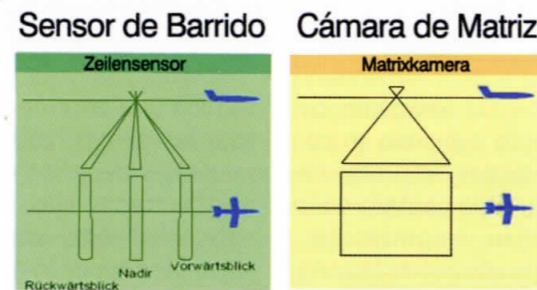 Sensor de Barrido
Cámara de Matriz
Zeilensensor
Matrixkamera
Rückwärtsblick
Nadir
Vorwärtsblick